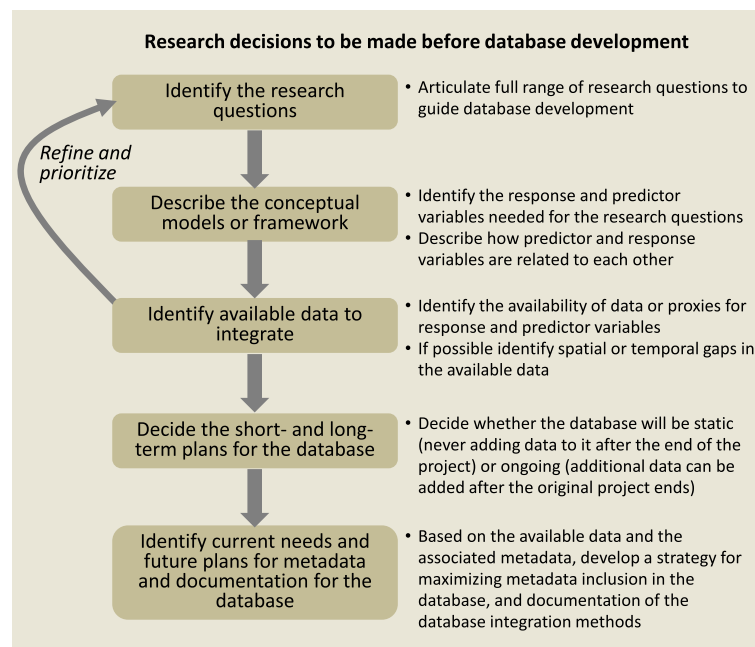 Research decisions to be made before database development
Identify the research
questions
• Articulate full range of research questions to
guide database development
Refine and
prioritize
Describe the conceptual
models or framework
• Identify the response and predictor
variables needed for the research questions
• Describe how predictor and response
variables are related to each other
Identify available data to
integrate
• Identify the availability of data or proxies for
response and predictor variables
• If possible identify spatial or temporal gaps in
the available data
Decide the short- and long-
term plans for the database
• Decide whether the database will be static
(never adding data to it after the end of the
project) or ongoing (additional data can be
added after the original project ends)
Identify current needs and
future plans for metadata
and documentation for the
database
• Based on the available data and the
associated metadata, develop a strategy for
maximizing metadata inclusion in the
database, and documentation of the
database integration methods